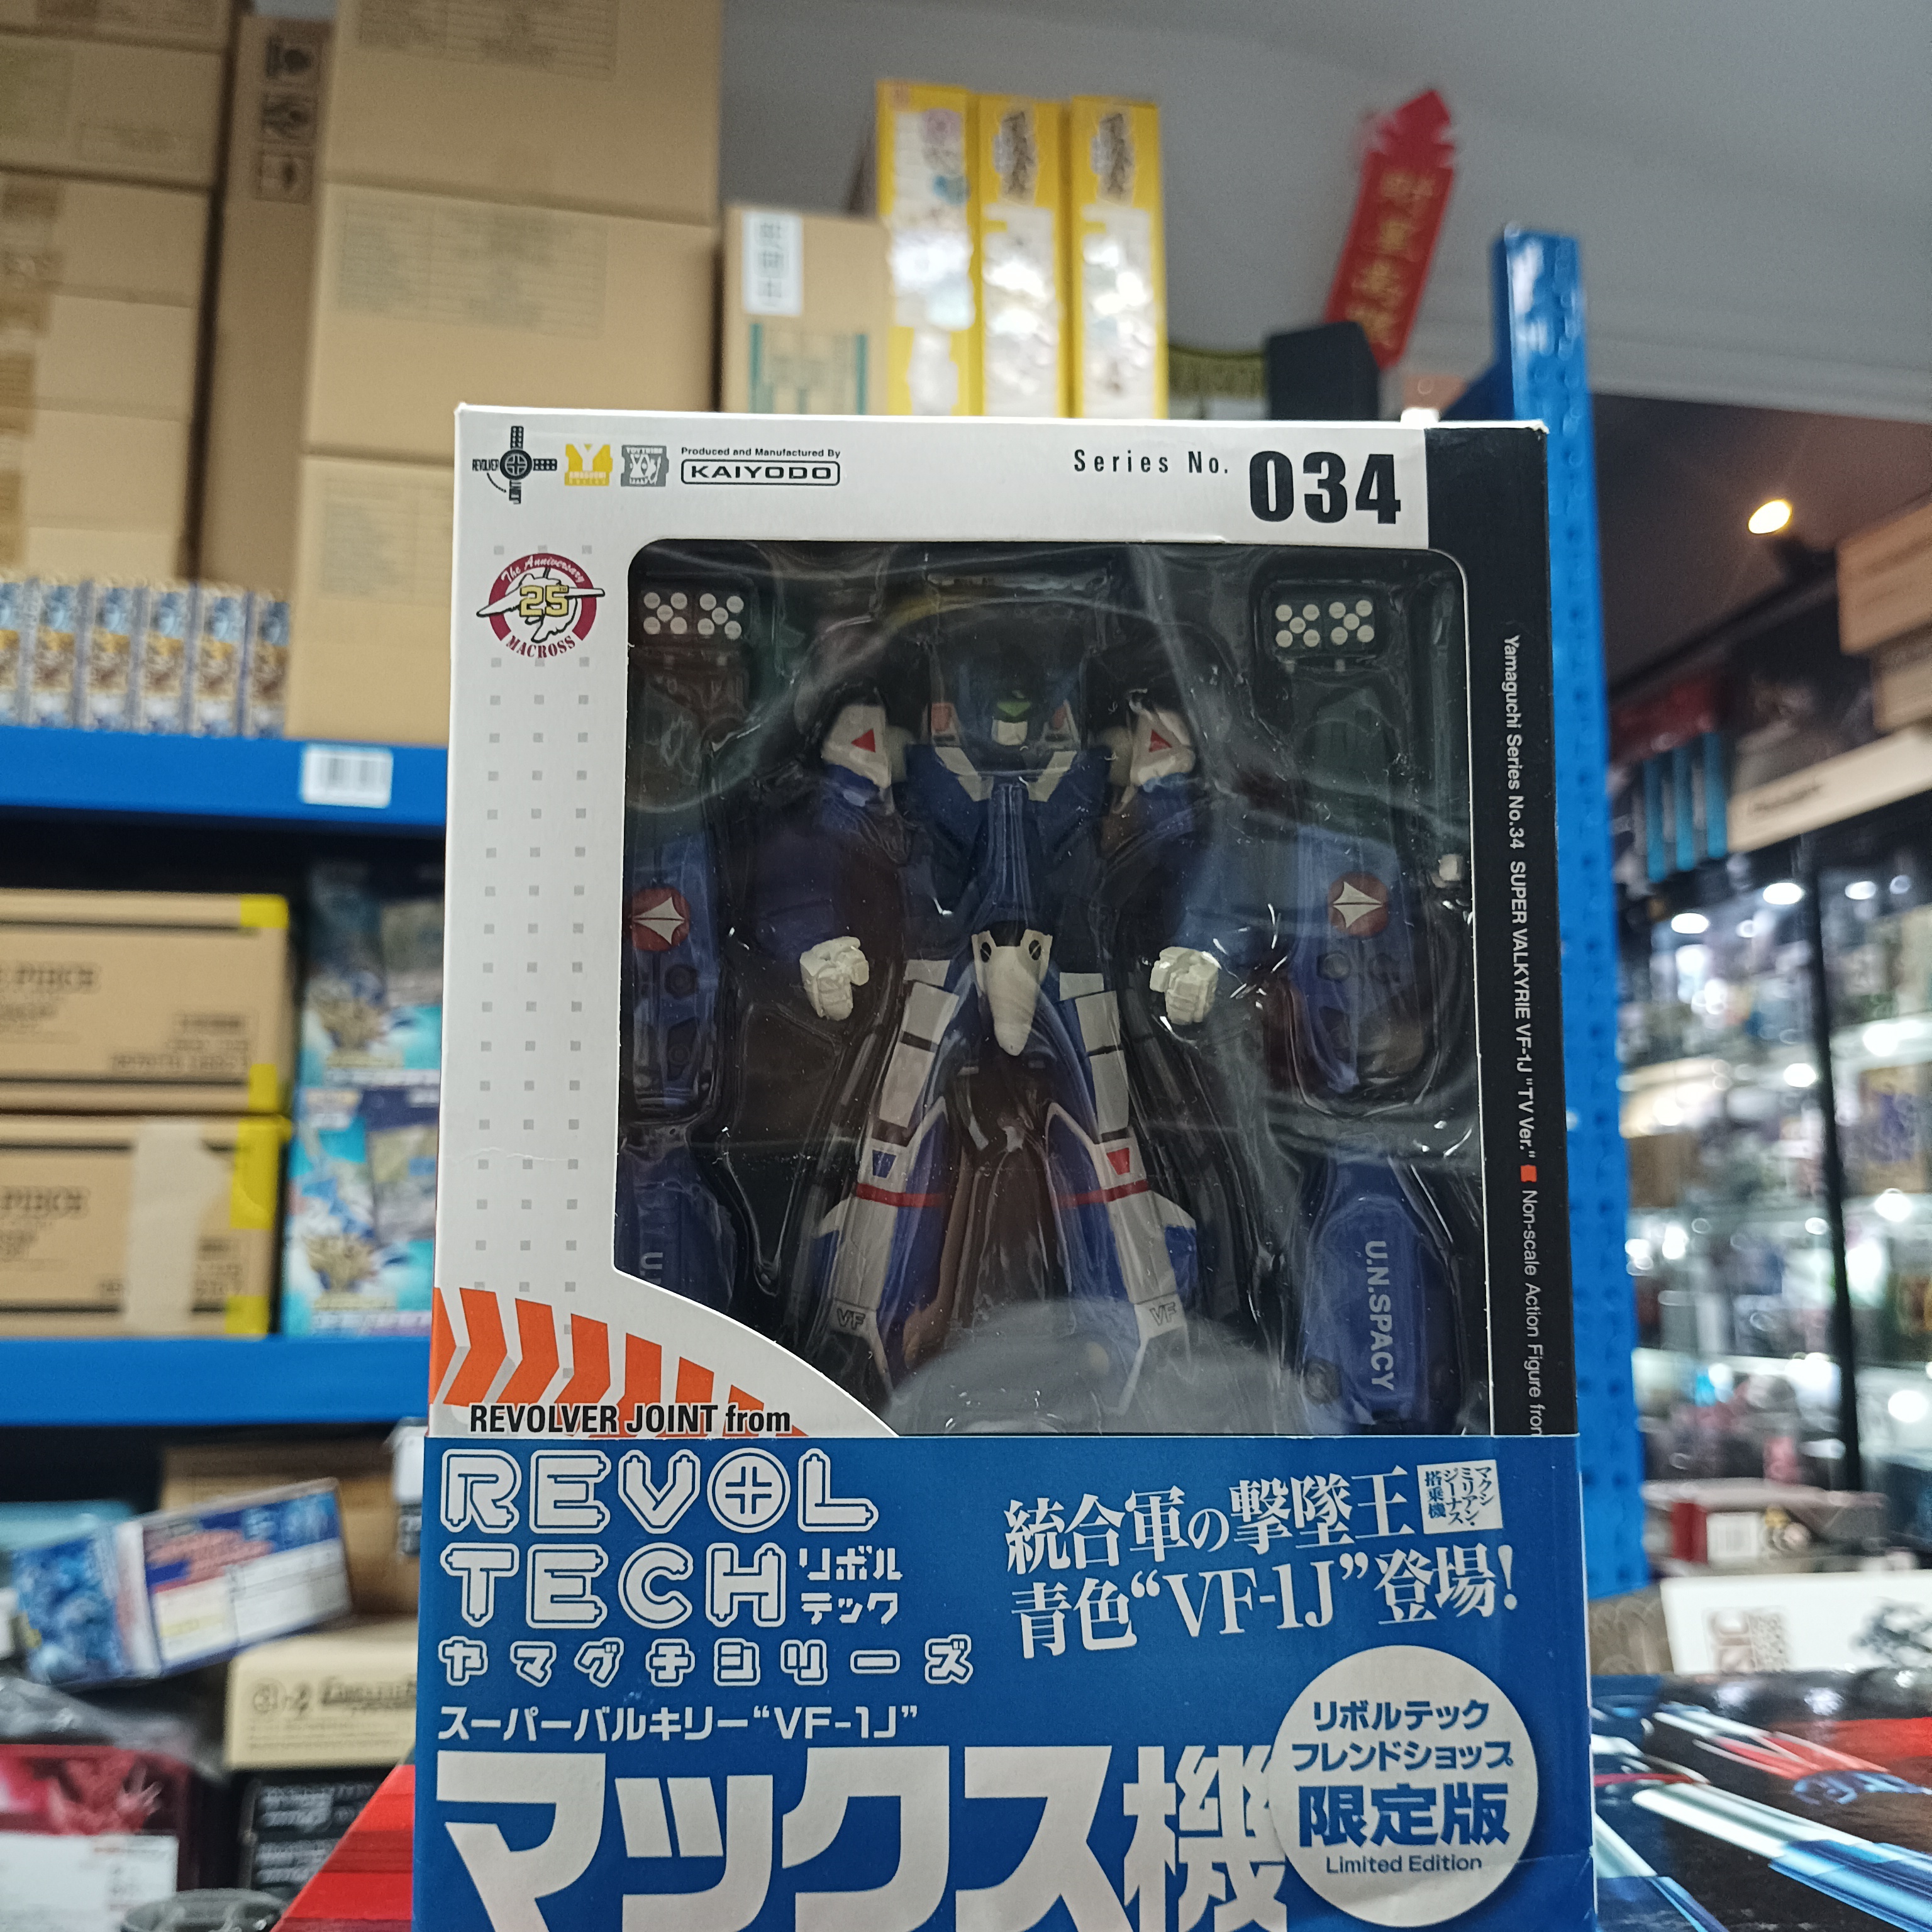 REVOLVER
Produced and Manufactured By
KAIYODO
Series No. 034
The Anniversary
25
MACROSS
Yamaguchi Series No.34 SUPER VALKYRIE VF-1J "TV Ver." Non-scale Action Figure from
U.N.
U.N.SPACY
VF
VF
REVOLVER JOINT from
REVOL
TECH
リボル
テック
ヤマグチシリーズ
統合軍の撃墜王
マクシ
ミリアン・
ジーナス
搭乗機
青色“VF-1J”登場!
スーパーバルキリー“VF-1J”
マックス機
リボルテック
フレンドショップ
限定版
Limited Edition